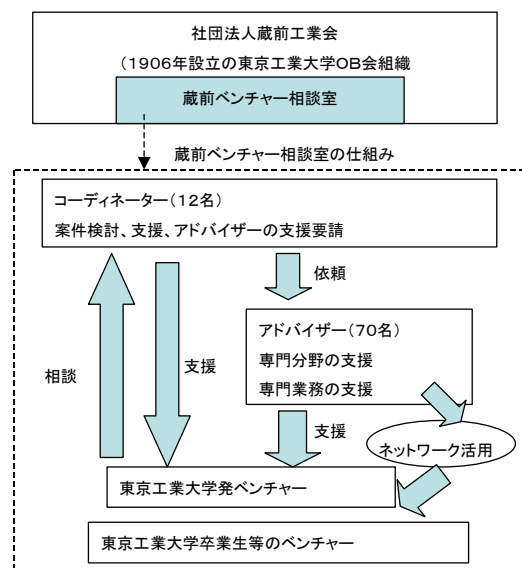 社団法人蔵前工業会
(1906年設立の東京工業大学OB会組織
蔵前ベンチャー相談室
蔵前ベンチャー相談室の仕組み
コーディネーター(12名)
案件検討、支援、アドバイザーの支援要請
依頼
アドバイザー(70名)
専門分野の支援
専門業務の支援
相談
支援
支援
ネットワーク活用
東京工業大学発ベンチャー
東京工業大学卒業生等のベンチャー